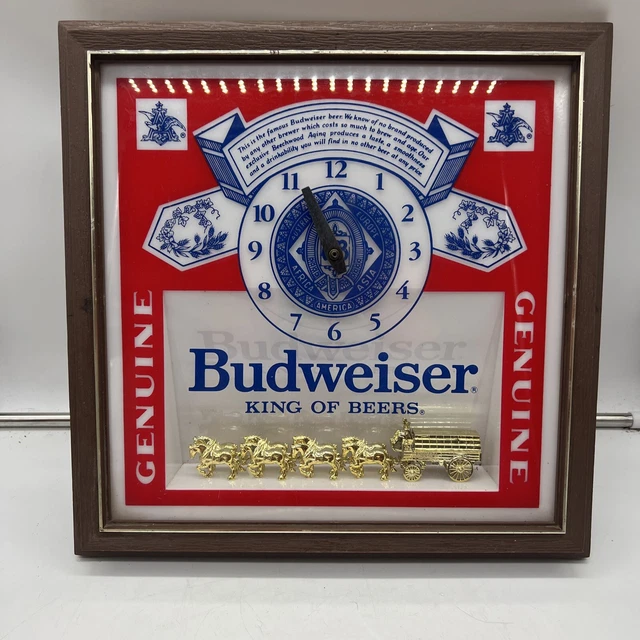 This is the famous Budweiser beer. We know of no brand produced
by any other brewer which costs so much to brew and age. Our
exclusive Beechwood Aging produces a taste, a smoothness
and a drinkability you will find in no other beer at any price.
12
1
2
3
4
5
6
7
8
9
10
11
EUROPE
AFRICA
AMERICA
ASIA
GENUINE
GENUINE
Budweiser®
KING OF BEERS®